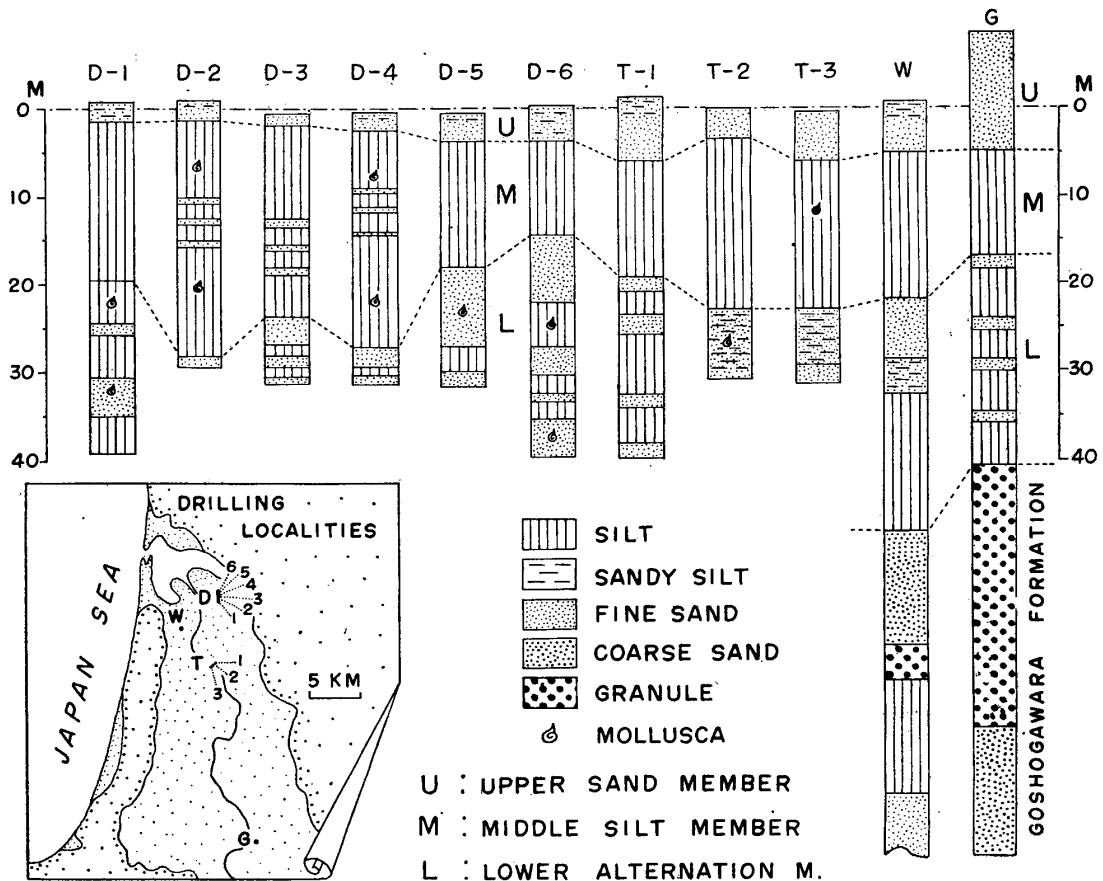 G
D-1 D-2 D-3 D-4 D-5 D-6 T-1 T-2 T-3 W
M U M
0 0
U
10 10
M M
20 20
L L
30 30
40 40
DRILLING
LOCALITIES
JAPAN SEA
6 5
4
3
2
1
D
W.
T
1
2
3
5 KM
G.
SILT
SANDY SILT
FINE SAND
COARSE SAND
GRANULE
MOLLUSCA
U : UPPER SAND MEMBER
M : MIDDLE SILT MEMBER
L : LOWER ALTERNATION M.
GOSHOGAWARA FORMATION